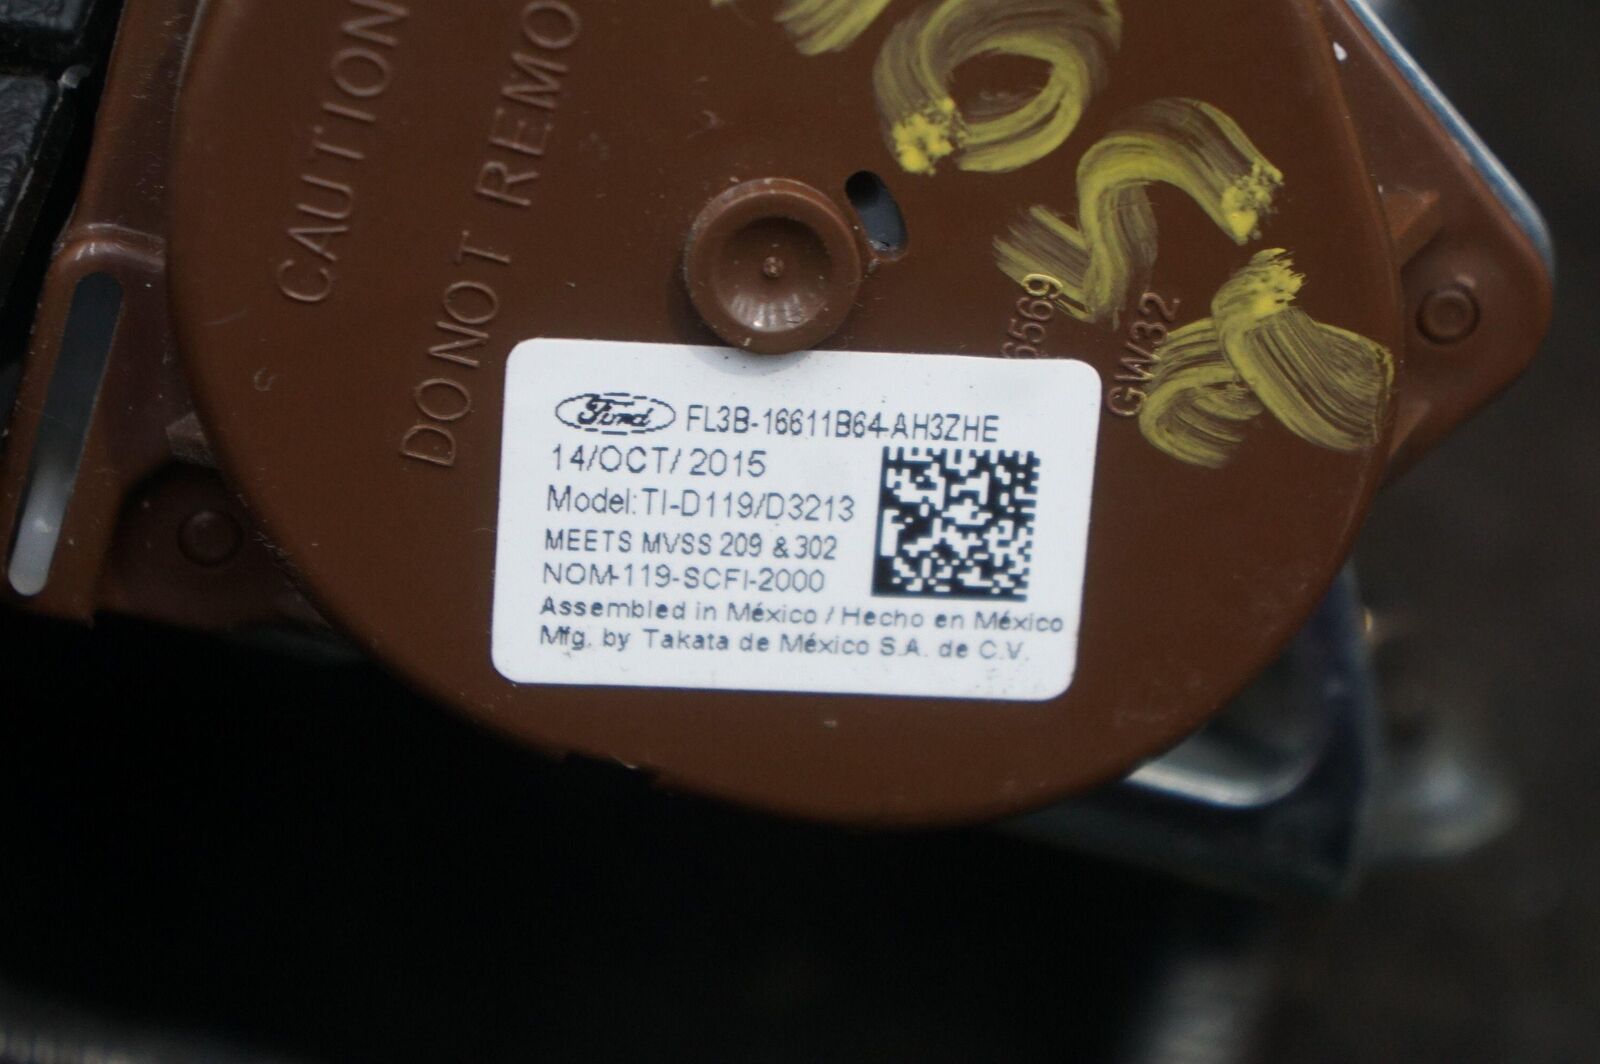 CAUTION
DO NOT REMO
6569
GW32
Ford FL3B-16611B64-AH3ZHE
14/OCT/2015
Model:TI-D119/D3213
MEETS MVSS 209 & 302
NOM-119-SCFI-2000
Assembled in México / Hecho en México
Mfg. by Takata de México S.A. de C.V.